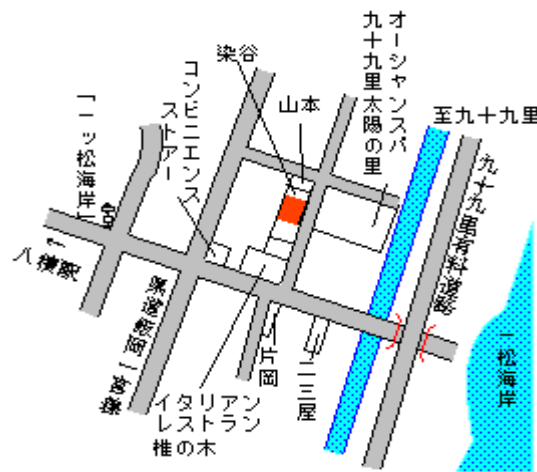 染谷
山本
コンビニエンス
ストアー
オーシャンスパ
九十九里太陽の里
至九十九里
九十九里有料道路
「一ッ松海岸」
←
八積駅
県道飯岡一宮線
片岡
二三屋
イタリアン
レストラン
椎の木
一松海岸